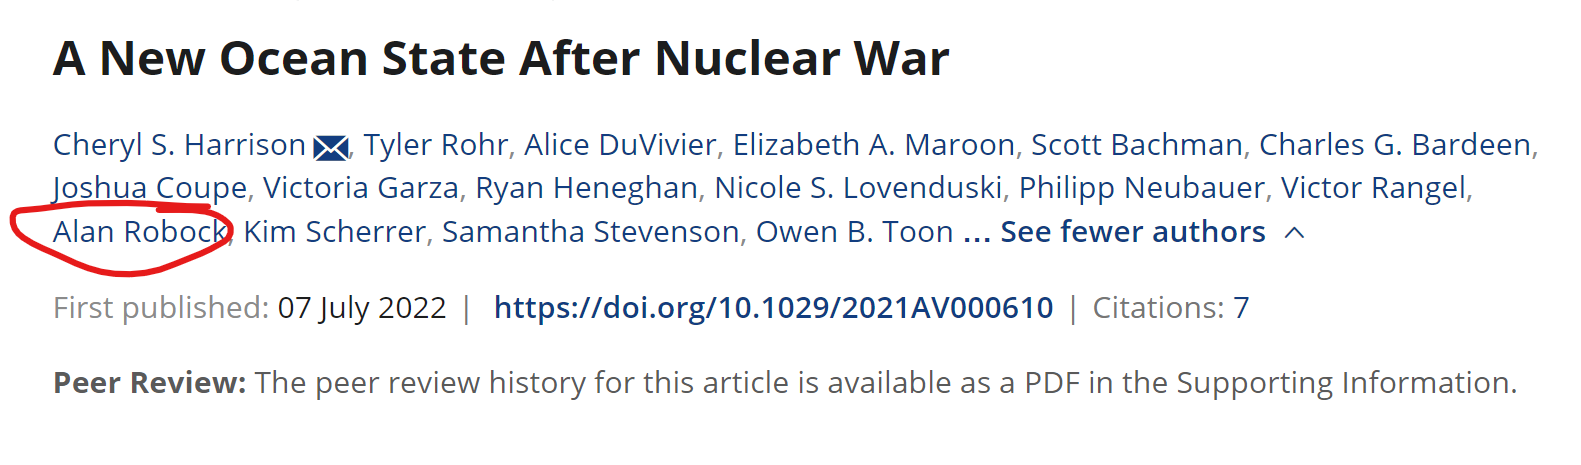 A New Ocean State After Nuclear War
Cheryl S. Harrison, Tyler Rohr, Alice DuVivier, Elizabeth A. Maroon, Scott Bachman, Charles G. Bardeen,
Joshua Coupe, Victoria Garza, Ryan Heneghan, Nicole S. Lovenduski, Philipp Neubauer, Victor Rangel,
Alan Robock, Kim Scherrer, Samantha Stevenson, Owen B. Toon ... See fewer authors
First published: 07 July 2022 | https://doi.org/10.1029/2021AV000610 | Citations: 7
Peer Review: The peer review history for this article is available as a PDF in the Supporting Information.